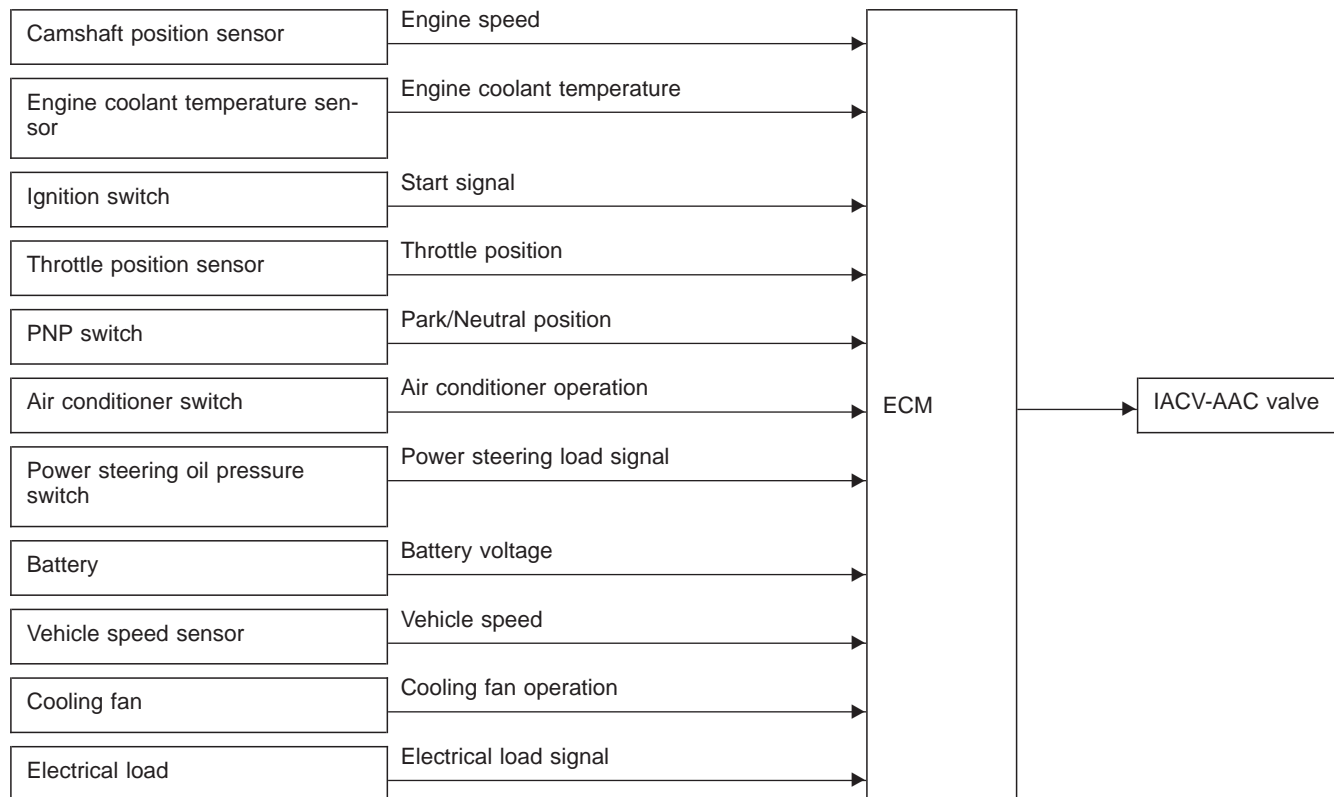 Camshaft position sensor
Engine speed
Engine coolant temperature sen-
sor
Engine coolant temperature
Ignition switch
Start signal
Throttle position sensor
Throttle position
PNP switch
Park/Neutral position
Air conditioner switch
Air conditioner operation
Power steering oil pressure
switch
Power steering load signal
Battery
Battery voltage
Vehicle speed sensor
Vehicle speed
Cooling fan
Cooling fan operation
Electrical load
Electrical load signal
ECM
IACV-AAC valve